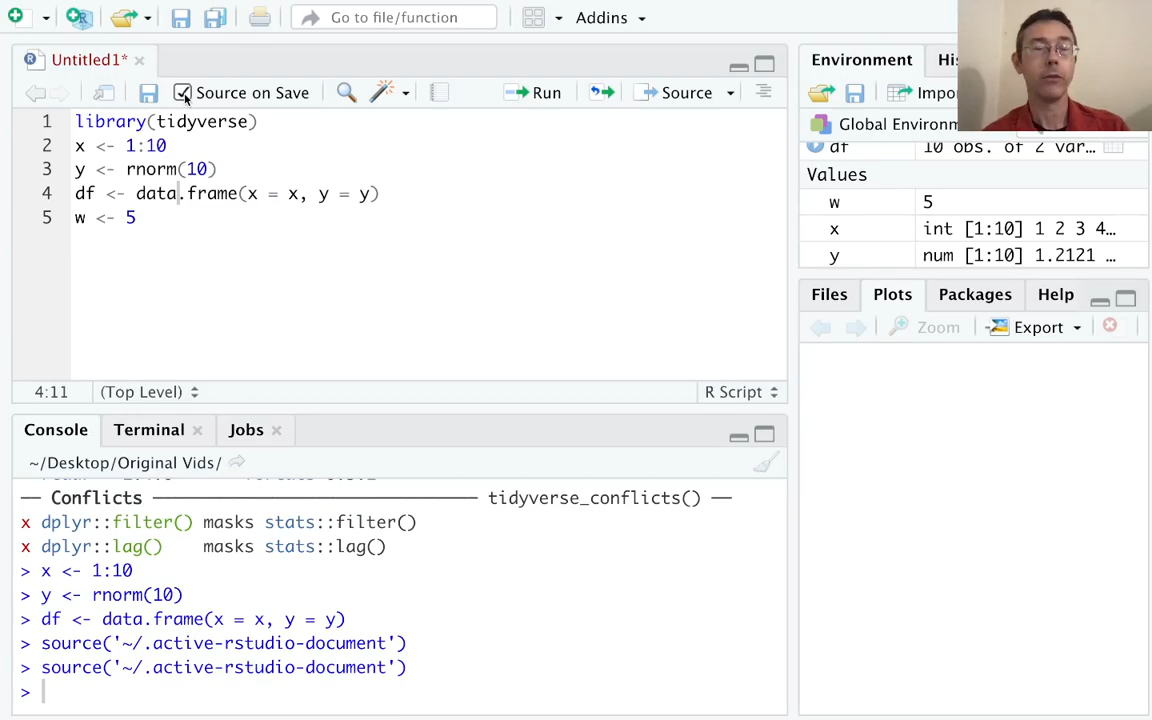 Go to file/function
Addins
Untitled1*
Source on Save
Run
Source
1 library(tidyverse)
2 x <- 1:10
3 y <- rnorm(10)
4 df <- data.frame(x = x, y = y)
5 w <- 5
4:11 (Top Level) R Script
Console Terminal Jobs
~/Desktop/Original Vids/
── Conflicts ── tidyverse_conflicts() ──
x dplyr::filter() masks stats::filter()
x dplyr::lag() masks stats::lag()
> x <- 1:10
> y <- rnorm(10)
> df <- data.frame(x = x, y = y)
> source('~/.active-rstudio-document')
> source('~/.active-rstudio-document')
>
Environment His
Impor
Global Environm
df 10 obs. of 2 var…
Values
w 5
x int [1:10] 1 2 3 4…
y num [1:10] 1.2121 …
Files Plots Packages Help
Zoom Export